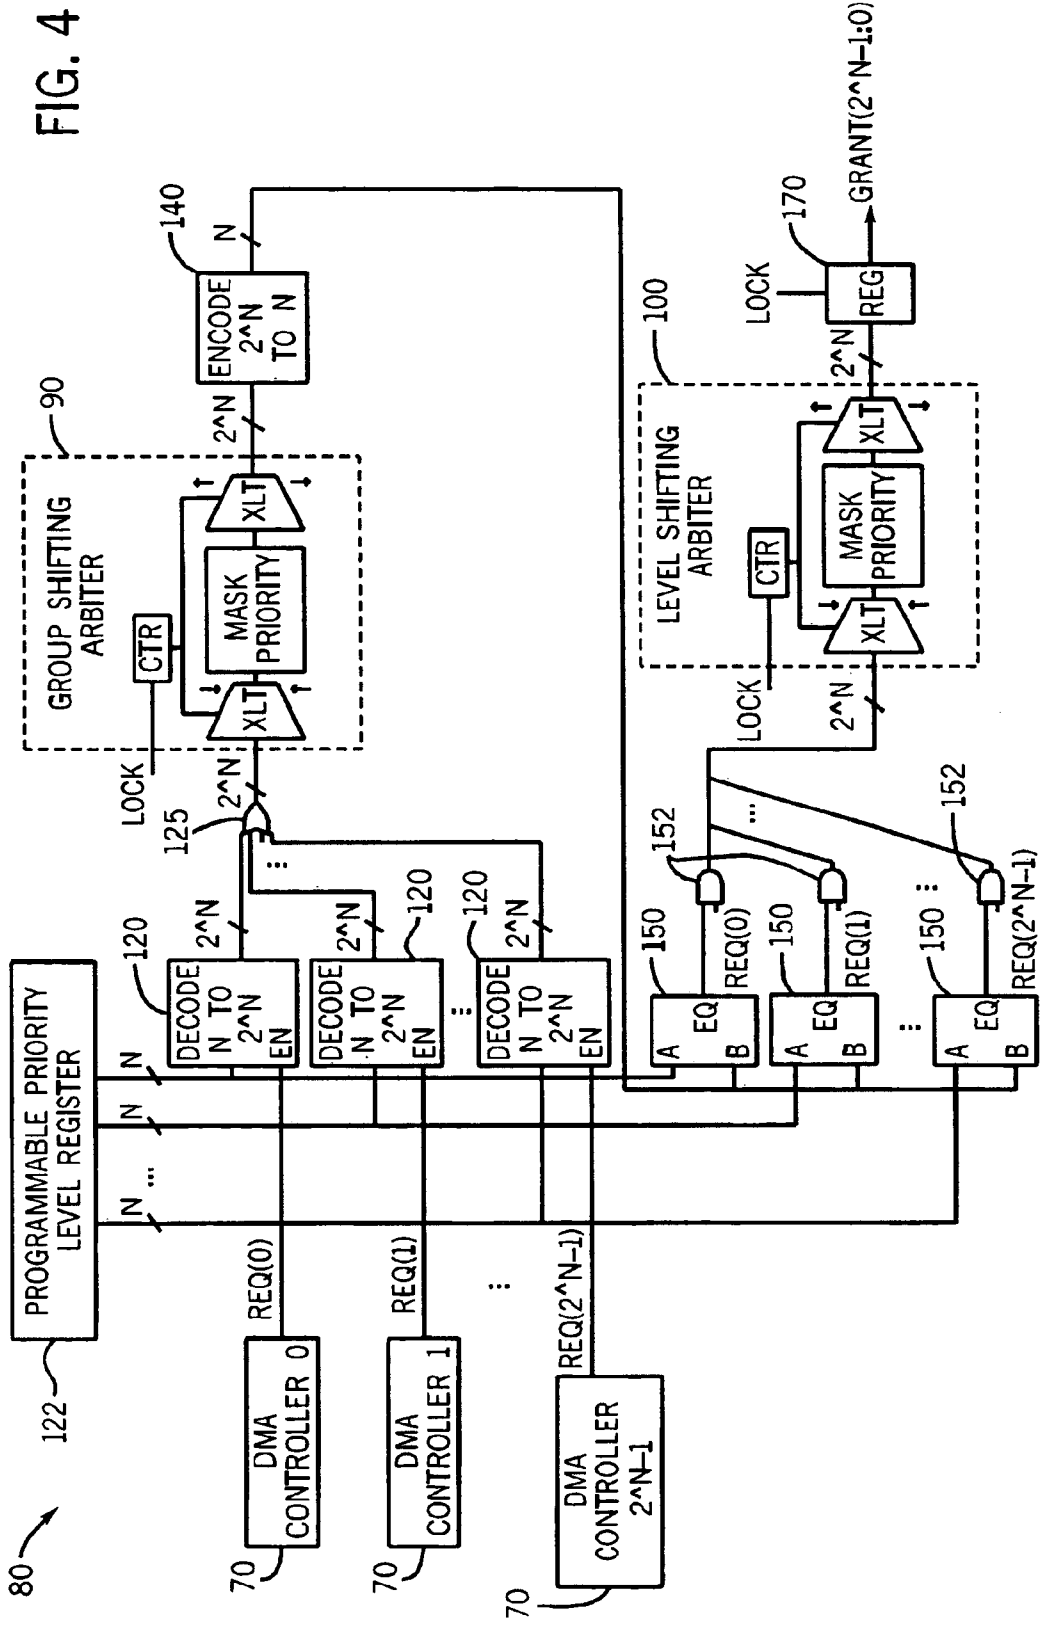 FIG. 4
80
122
PROGRAMMABLE PRIORITY
LEVEL REGISTER
N
N
...
N
70
DMA
CONTROLLER 0
REQ(0)
70
DMA
CONTROLLER 1
REQ(1)
...
70
DMA
CONTROLLER
2^N-1
REQ(2^N-1)
120
DECODE
N TO
2^N
EN
2^N
120
DECODE
N TO
2^N
EN
2^N
...
120
DECODE
N TO
2^N
EN
2^N
...
125
2^N
90
GROUP SHIFTING
ARBITER
LOCK
CTR
XLT
MASK
PRIORITY
XLT
2^N
140
ENCODE
2^N
TO N
N
150
A
EQ
B
REQ(0)
152
150
A
EQ
B
REQ(1)
...
150
A
EQ
B
REQ(2^N-1)
...
152
...
2^N
100
LEVEL SHIFTING
ARBITER
LOCK
CTR
XLT
MASK
PRIORITY
XLT
2^N
LOCK
170
REG
GRANT(2^N-1:0)